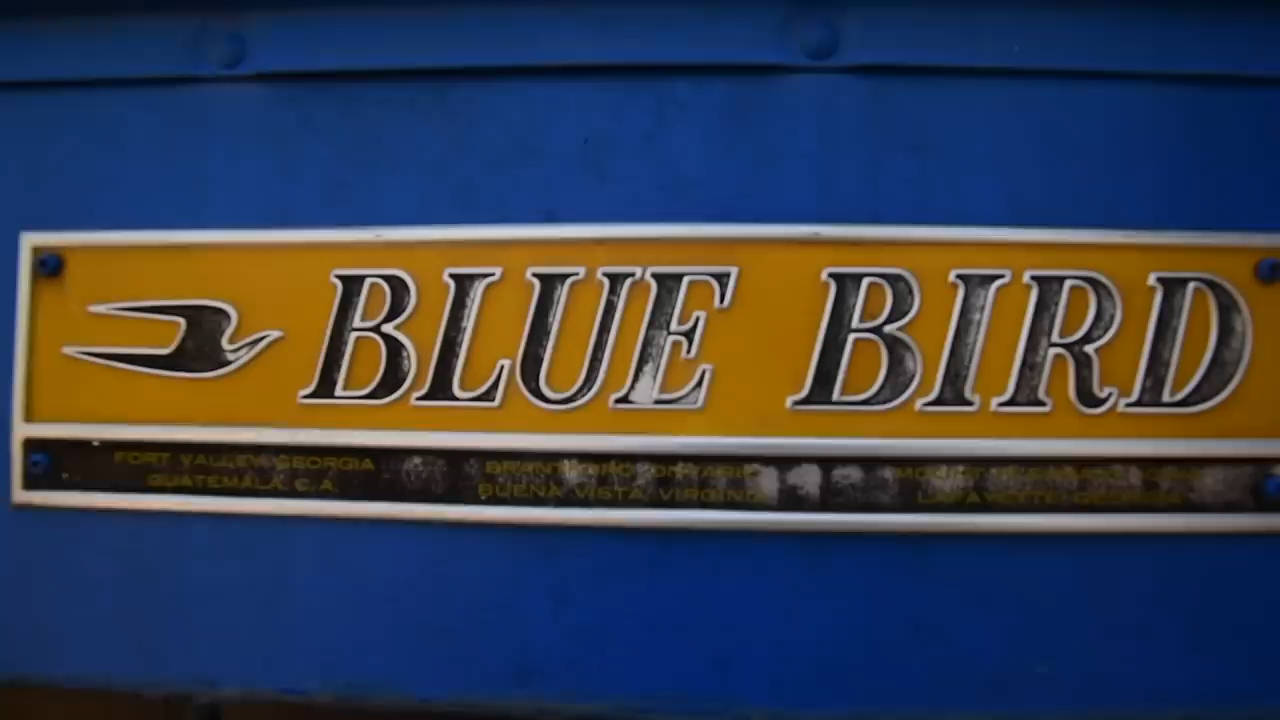 BLUE BIRD
FORT VALLEY, GEORGIA
GUATEMALA, C.A.
BRANTFORD, ONTARIO
BUENA VISTA, VIRGINIA